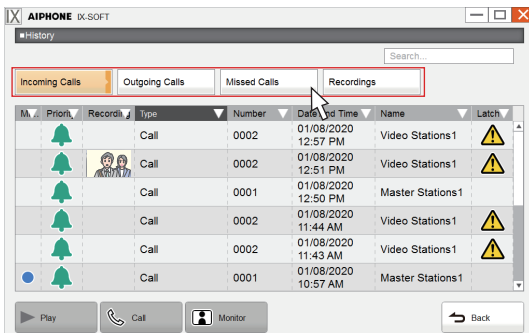 AIPHONE IX-SOFT
■History
Search...
Incoming Calls Outgoing Calls Missed Calls Recordings
Priority Recording Type Number Date and Time Name Latch
Call 0002 01/08/2020 12:57 PM Video Stations1
Call 0002 01/08/2020 12:51 PM Video Stations1
Call 0001 01/08/2020 12:50 PM Master Stations1
Call 0002 01/08/2020 11:44 AM Video Stations1
Call 0002 01/08/2020 11:43 AM Video Stations1
Call 0001 01/08/2020 10:57 AM Master Stations1
Play Call Monitor Back